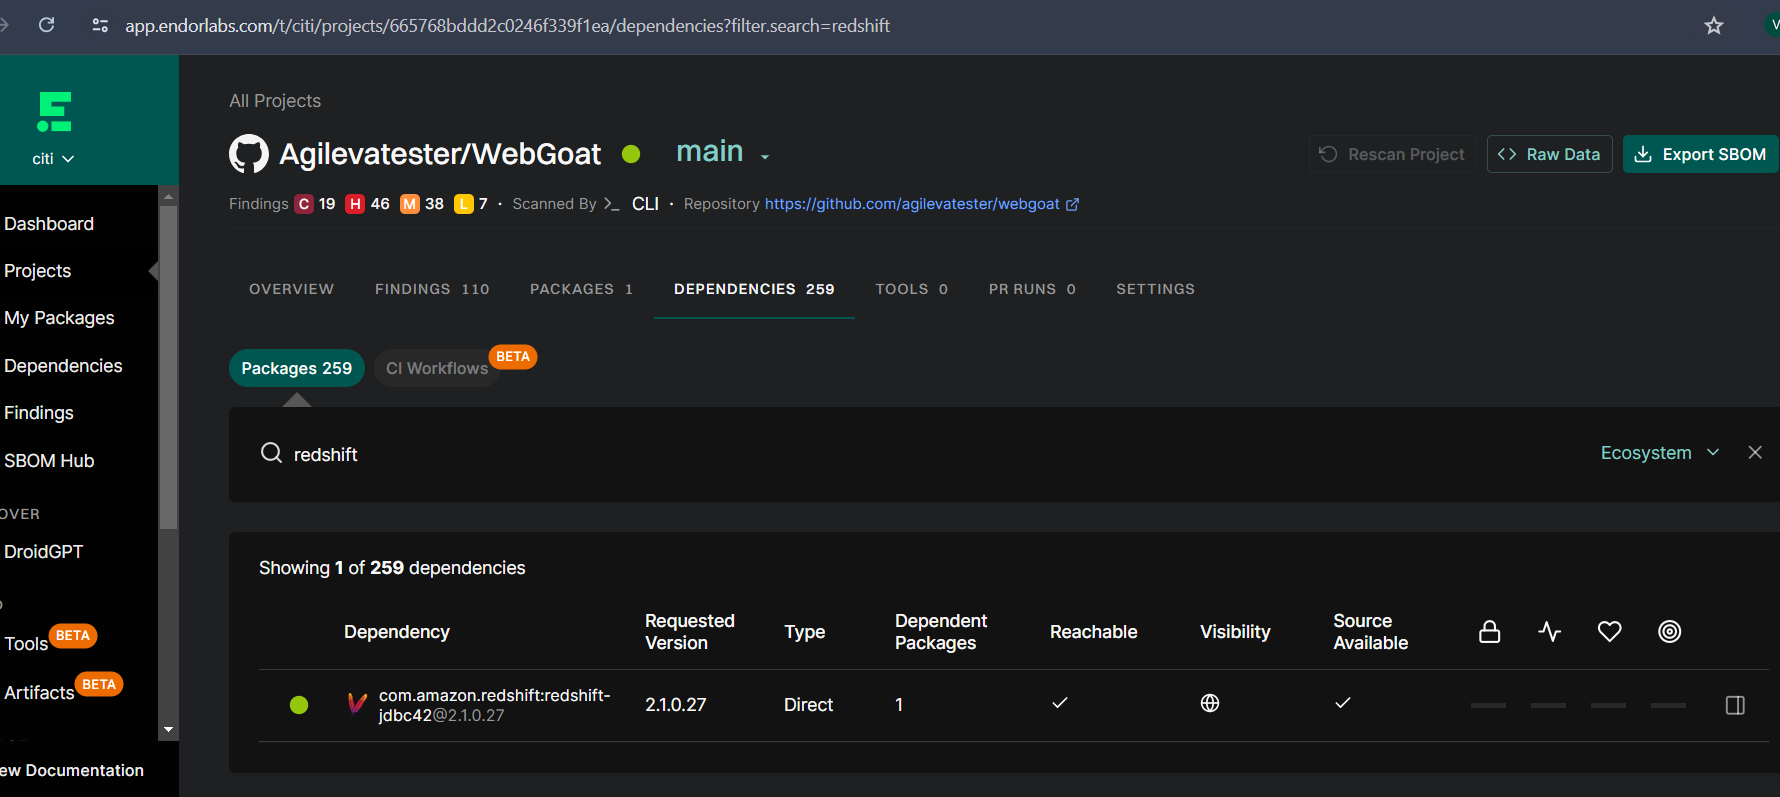 app.endorlabs.com/t/citi/projects/665768bddd2c0246f339f1ea/dependencies?filter.search=redshift
V
citi
Dashboard
Projects
My Packages
Dependencies
Findings
SBOM Hub
OVER
DroidGPT
Tools BETA
Artifacts BETA
ew Documentation
All Projects
Agilevatester/WebGoat main
Rescan Project
<> Raw Data
Export SBOM
Findings C 19 H 46 M 38 L 7 · Scanned By >_ CLI · Repository https://github.com/agilevatester/webgoat
OVERVIEW FINDINGS 110 PACKAGES 1 DEPENDENCIES 259 TOOLS 0 PR RUNS 0 SETTINGS
Packages 259 CI Workflows BETA
redshift Ecosystem
Showing 1 of 259 dependencies
Dependency Requested Version Type Dependent Packages Reachable Visibility Source Available
com.amazon.redshift:redshift-
jdbc42@2.1.0.27 2.1.0.27 Direct 1